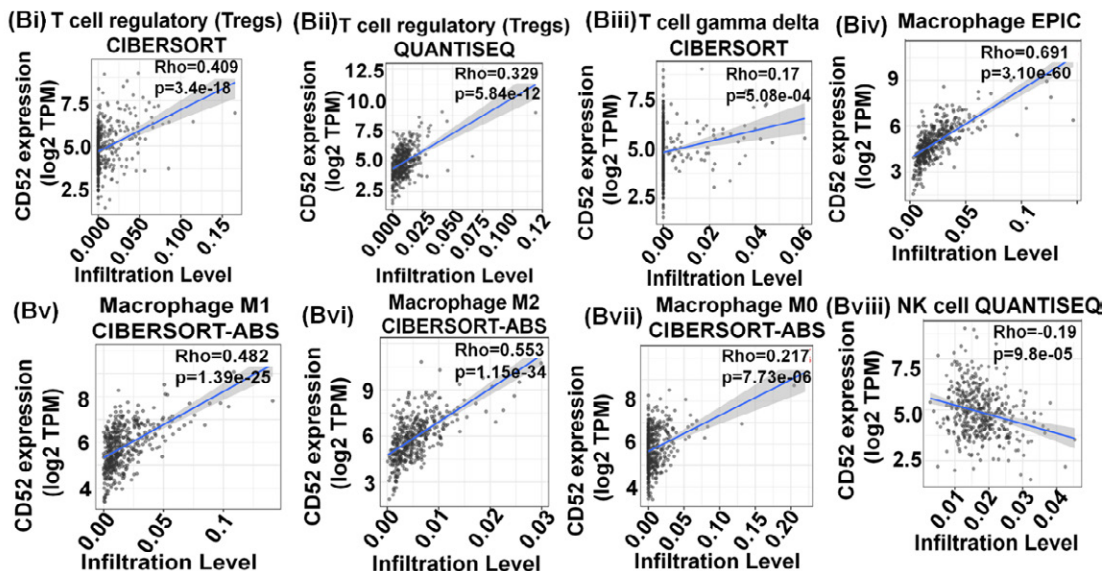 (Bi) T cell regulatory (Tregs)
CIBERSORT
Rho=0.409
p=3.4e-18
CD52 expression
(log2 TPM)
7.5
5.0
2.5
0.000
0.050
0.100
0.15
Infiltration Level
(Bii) T cell regulatory (Tregs)
QUANTISEQ
Rho=0.329
p=5.84e-12
CD52 expression
(log2 TPM)
12.5
10.0
7.5
5.0
2.5
0.000
0.025
0.050
0.075
0.100
0.12
Infiltration Level
(Biii) T cell gamma delta
CIBERSORT
Rho=0.17
p=5.08e-04
CD52 expression
(log2 TPM)
7.5
5.0
2.5
0.00
0.02
0.04
0.06
Infiltration Level
(Biv) Macrophage EPIC
Rho=0.691
p=3.10e-60
CD52 expression
(log2 TPM)
9
6
3
0.00
0.05
0.1
Infiltration Level
(Bv) Macrophage M1
CIBERSORT-ABS
Rho=0.482
p=1.39e-25
CD52 expression
(log2 TPM)
8
6
4
0.00
0.05
0.1
Infiltration Level
(Bvi) Macrophage M2
CIBERSORT-ABS
Rho=0.553
p=1.15e-34
CD52 expression
(log2 TPM)
9
6
3
0.00
0.01
0.02
0.03
Infiltration Level
(Bvii) Macrophage M0
CIBERSORT-ABS
Rho=0.217
p=7.73e-06
CD52 expression
(log2 TPM)
8
6
4
0.00
0.05
0.10
0.15
0.20
Infiltration Level
(Bviii) NK cell QUANTISEQ
Rho=-0.19
p=9.8e-05
CD52 expression
(log2 TPM)
7.5
5.0
2.5
0.01
0.02
0.03
0.04
Infiltration Level